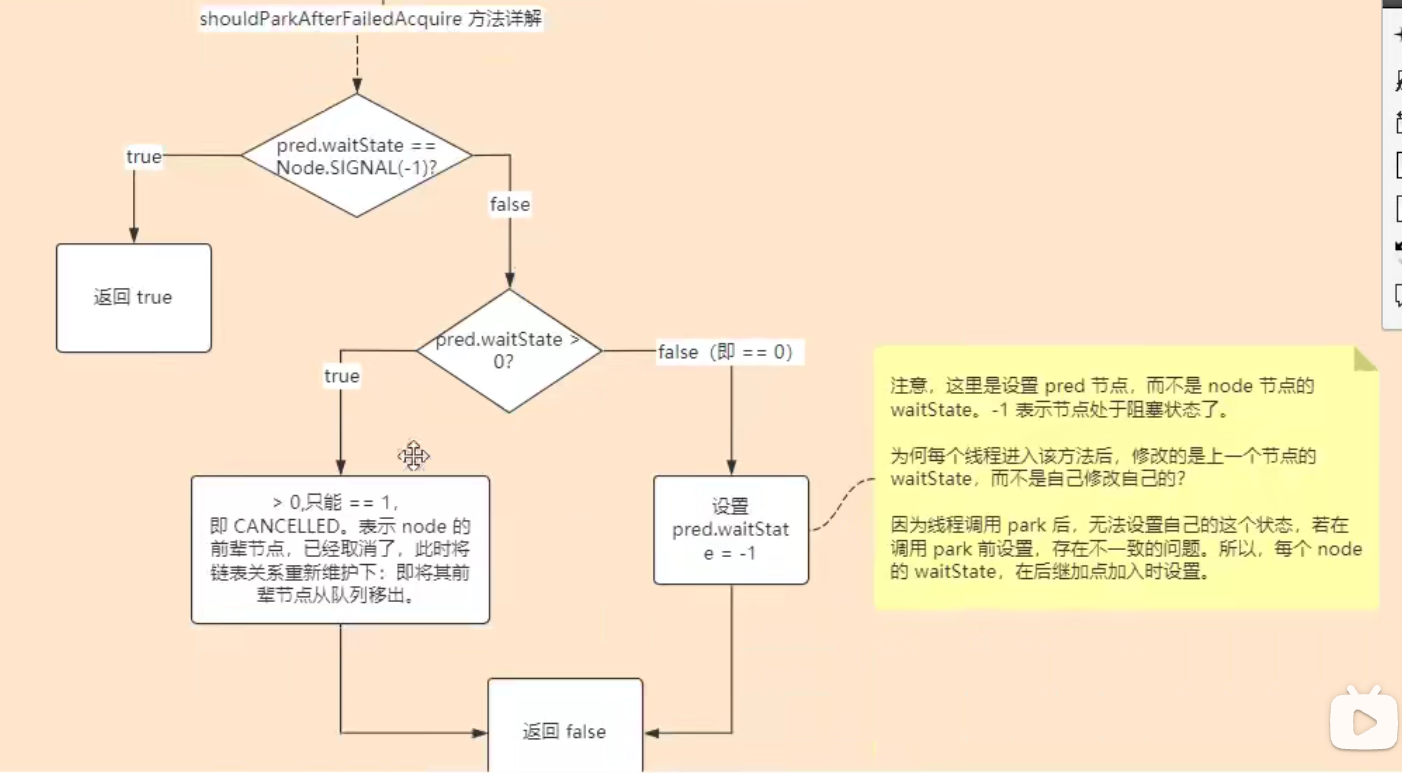 shouldParkAfterFailedAcquire 方法详解
pred.waitState ==
Node.SIGNAL(-1)?
true
false
返回 true
pred.waitState >
0?
true
false（即 == 0）
> 0,只能 == 1,
即 CANCELLED。表示 node 的
前辈节点，已经取消了，此时将
链表关系重新维护下：即将其前
辈节点从队列移出。
设置
pred.waitStat
e = -1
注意，这里是设置 pred 节点，而不是 node 节点的
waitState。-1 表示节点处于阻塞状态了。
为何每个线程进入该方法后，修改的是上一个节点的
waitState，而不是自己修改自己的？
因为线程调用 park 后，无法设置自己的这个状态，若在
调用 park 前设置，存在不一致的问题。所以，每个 node
的 waitState，在后继加点加入时设置。
返回 false